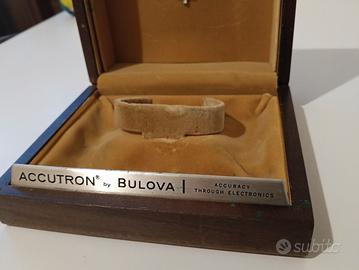 ACCUTRON® by BULOVA
ACCURACY
THROUGH ELECTRONICS
subito